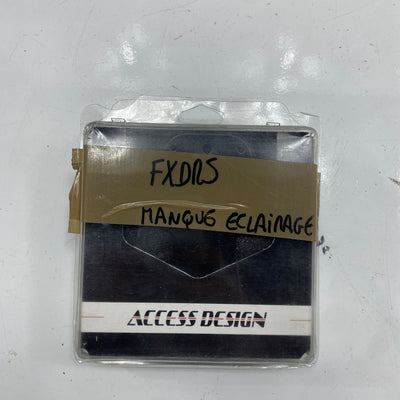 FXDRS
MANQUE ECLAIRAGE
ACCESS DESIGN